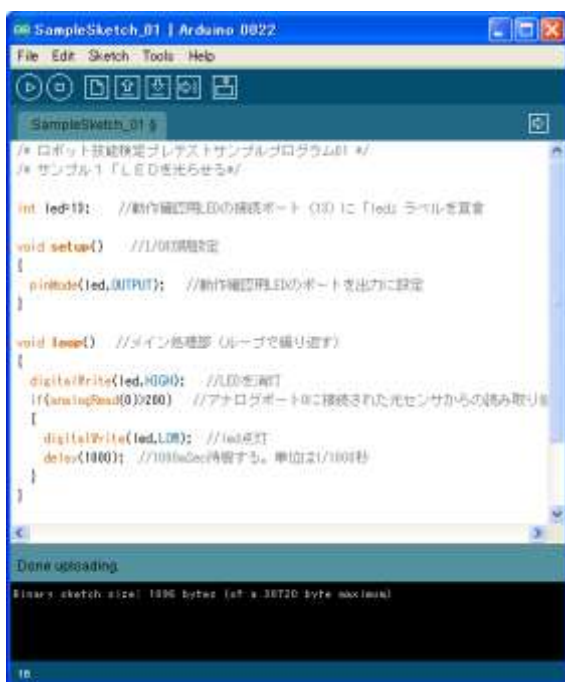 SampleSketch_01 | Arduino 0022
File Edit Sketch Tools Help
SampleSketch_01 §
/* ロボット技能検定プレテストサンプルプログラム01 */
/* サンプル1「LEDを光らせる*/
int led=13; //動作確認用LEDの接続ポート（13）に「led」ラベルを宣言
void setup() //I/O初期設定
{
pinMode(led,OUTPUT); //動作確認用LEDのポートを出力に設定
}
void loop() //メイン処理部（ループで繰り返す）
{
digitalWrite(led,HIGH); //LEDを消灯
if(analogRead(0)>200) //アナログポート0に接続された光センサからの読み取り
{
digitalWrite(led,LOW); //led点灯
delay(1000); //1000mSec待機する。単位は1/1000秒
}
}
Done uploading.
Binary sketch size: 1096 bytes (of a 30720 byte maximum)
18